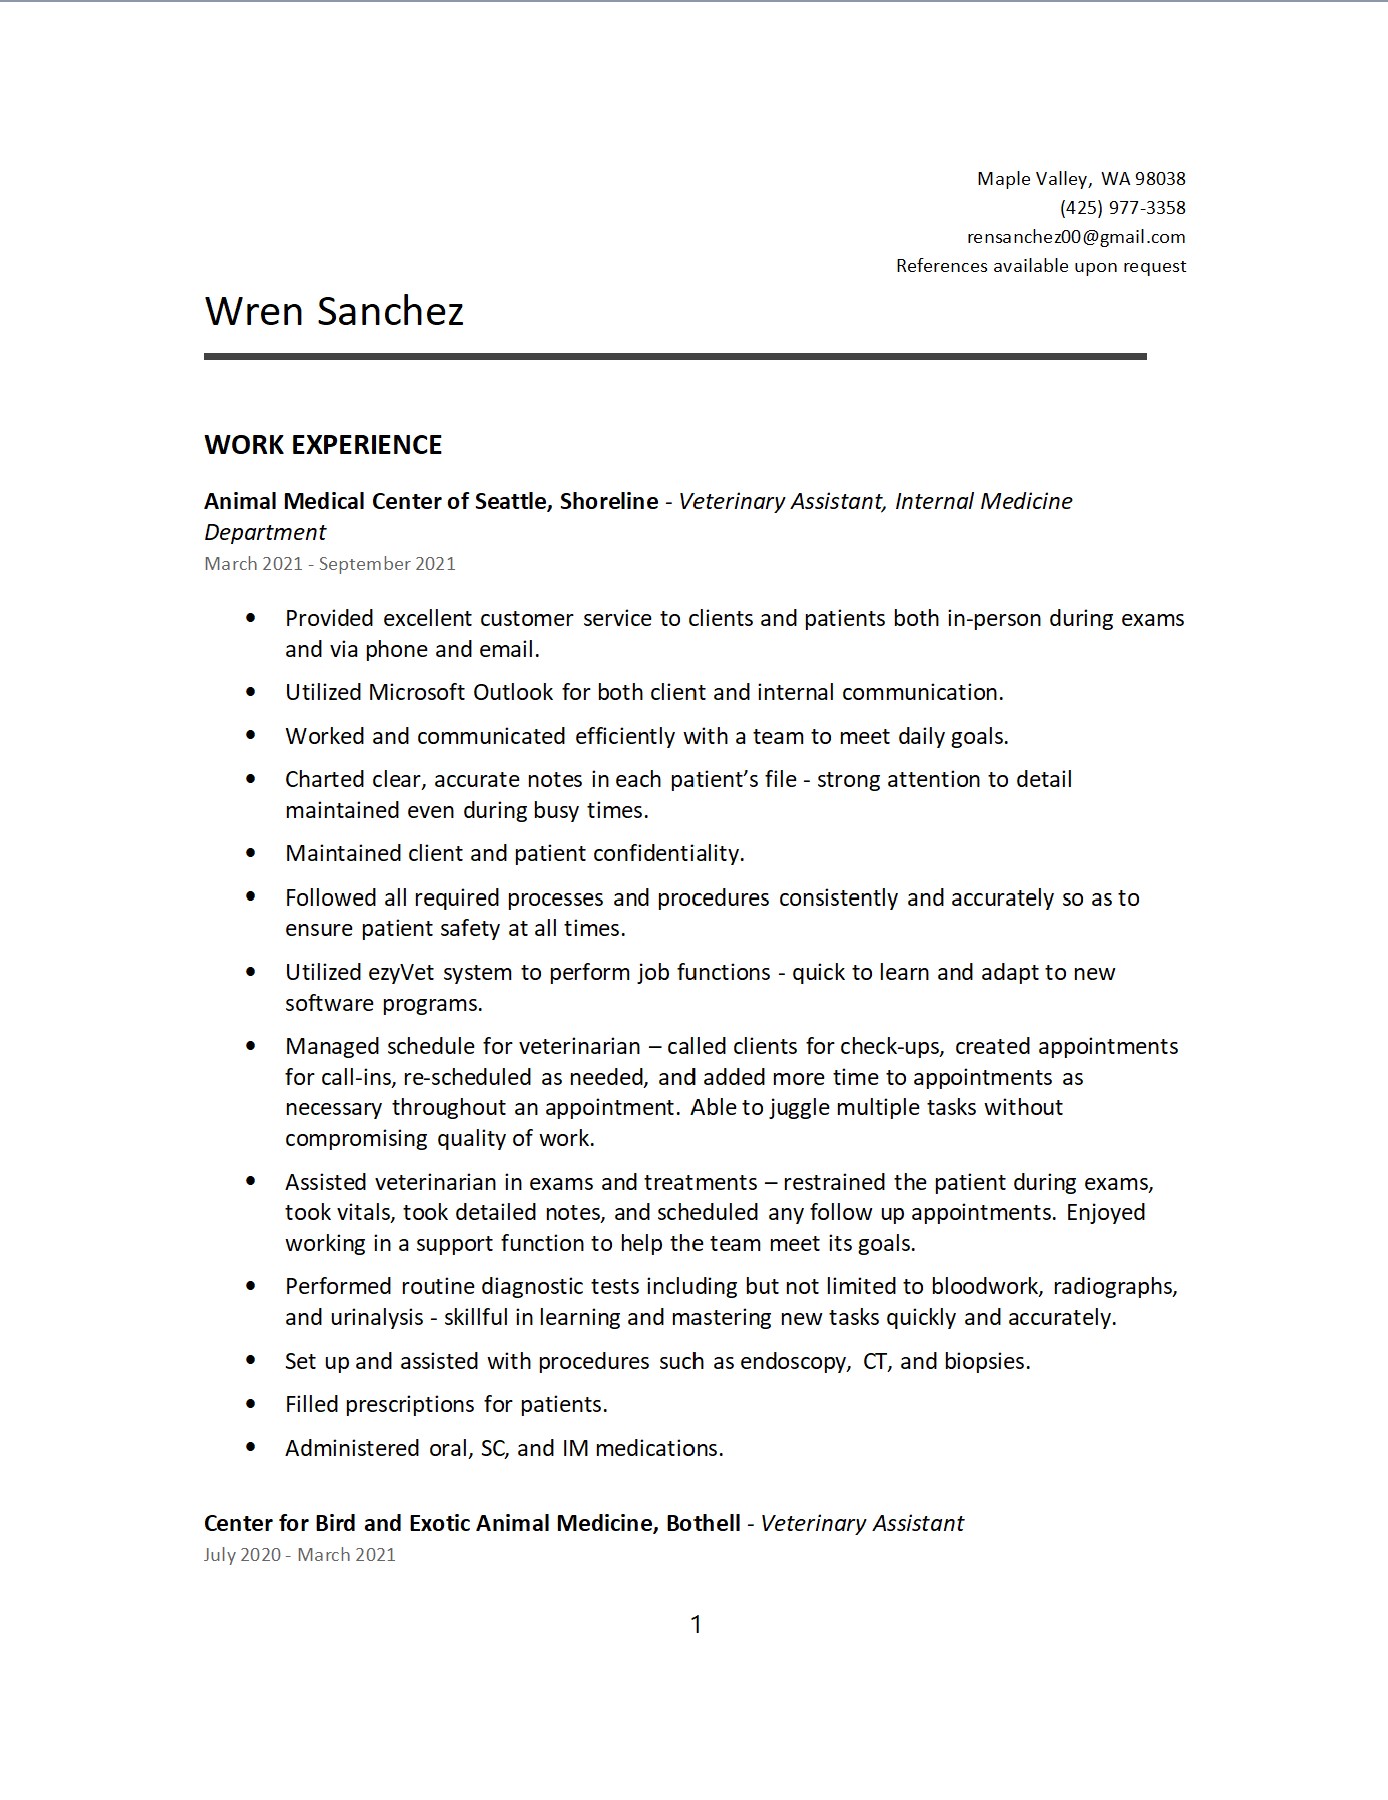 Maple Valley, WA 98038
(425) 977-3358
rensanchez00@gmail.com
References available upon request
Wren Sanchez
WORK EXPERIENCE
Animal Medical Center of Seattle, Shoreline - Veterinary Assistant, Internal Medicine
Department
March 2021 - September 2021
• Provided excellent customer service to clients and patients both in-person during exams
and via phone and email.
• Utilized Microsoft Outlook for both client and internal communication.
• Worked and communicated efficiently with a team to meet daily goals.
• Charted clear, accurate notes in each patient’s file - strong attention to detail
maintained even during busy times.
• Maintained client and patient confidentiality.
• Followed all required processes and procedures consistently and accurately so as to
ensure patient safety at all times.
• Utilized ezyVet system to perform job functions - quick to learn and adapt to new
software programs.
• Managed schedule for veterinarian – called clients for check-ups, created appointments
for call-ins, re-scheduled as needed, and added more time to appointments as
necessary throughout an appointment. Able to juggle multiple tasks without
compromising quality of work.
• Assisted veterinarian in exams and treatments – restrained the patient during exams,
took vitals, took detailed notes, and scheduled any follow up appointments. Enjoyed
working in a support function to help the team meet its goals.
• Performed routine diagnostic tests including but not limited to bloodwork, radiographs,
and urinalysis - skillful in learning and mastering new tasks quickly and accurately.
• Set up and assisted with procedures such as endoscopy, CT, and biopsies.
• Filled prescriptions for patients.
• Administered oral, SC, and IM medications.
Center for Bird and Exotic Animal Medicine, Bothell - Veterinary Assistant
July 2020 - March 2021
1